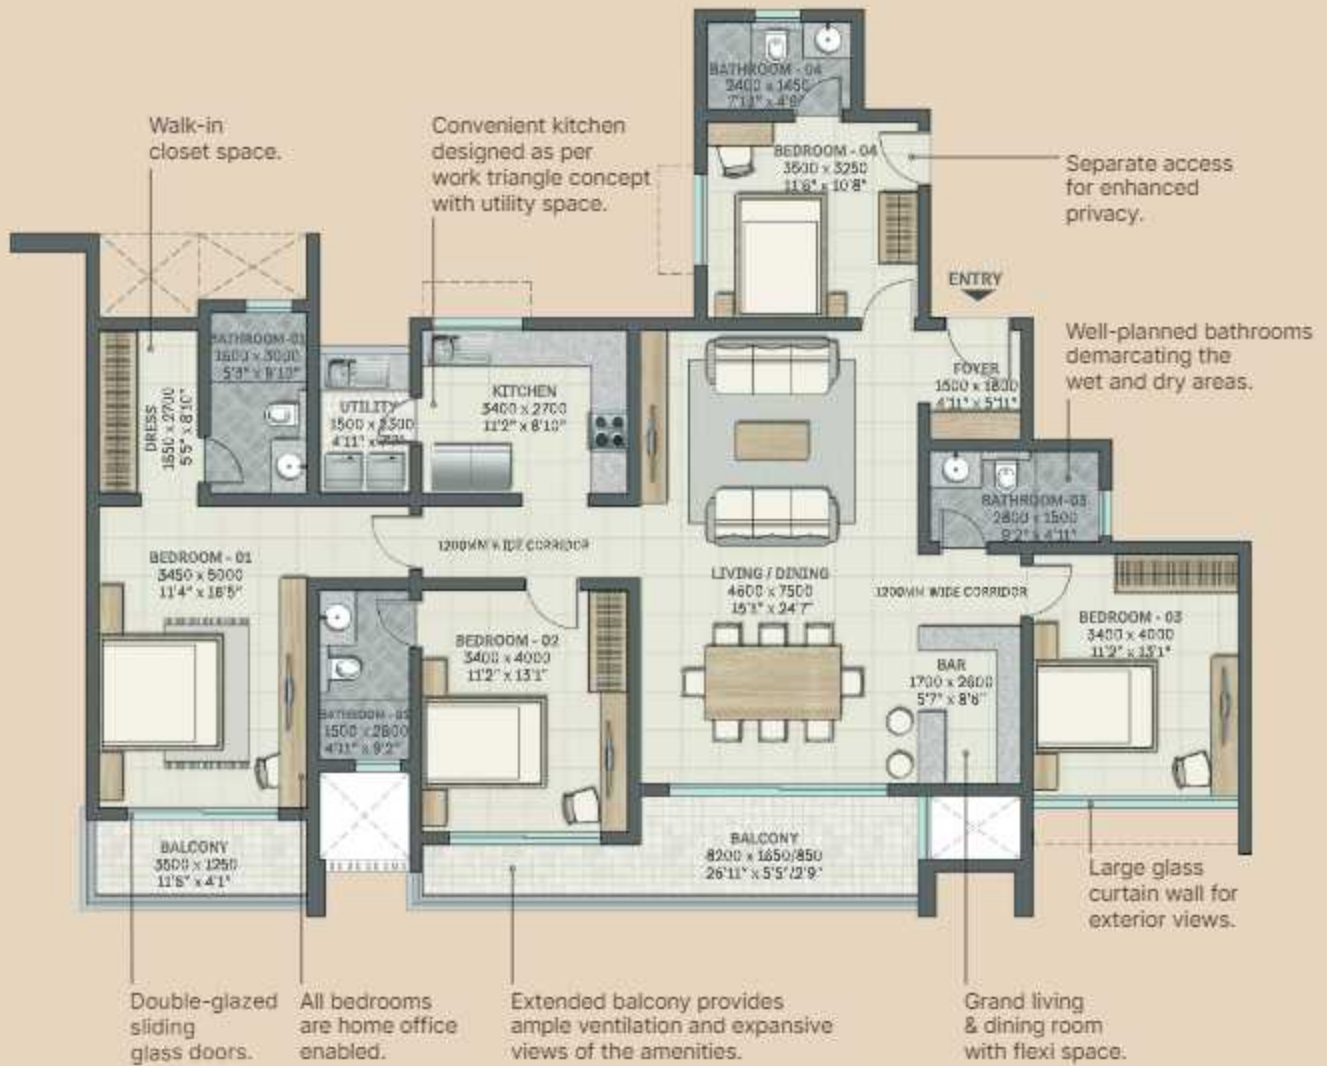 BATHROOM - 04
2400 x 1450
Walk-in
closet space.
Convenient kitchen
designed as per
work triangle concept
with utility space.
BEDROOM - 04
3500 x 3250
11'6" x 10'8"
Separate access
for enhanced
privacy.
ENTRY
Well-planned bathrooms
demarcating the
wet and dry areas.
BATHROOM-01
1600 x 3000
5'3" x 9'10"
DRESS
1650 x 2700
5'5" x 8'10"
UTILITY
1500 x 2300
4'11" x
KITCHEN
3400 x 2700
11'2" x 8'10"
FOYER
1500 x 1800
4'11" x 5'11"
BATHROOM-03
2800 x 1500
9'2" x 4'11"
BEDROOM - 01
3450 x 5000
11'4" x 16'5"
1200MM WIDE CORRIDOR
LIVING / DINING
4600 x 7500
15'1" x 24'7"
1200MM WIDE CORRIDOR
BEDROOM - 02
3400 x 4000
11'2" x 13'1"
BEDROOM - 03
3400 x 4000
11'2" x 13'1"
BAR
1700 x 2600
5'7" x 8'6"
BATHROOM - 02
1500 x 2800
4'11" x 9'2"
BALCONY
3500 x 1250
11'6" x 4'1"
BALCONY
8200 x 1650/850
26'11" x 5'5"/2'9"
Large glass
curtain wall for
exterior views.
Double-glazed
sliding
glass doors.
All bedrooms
are home office
enabled.
Extended balcony provides
ample ventilation and expansive
views of the amenities.
Grand living
& dining room
with flexi space.